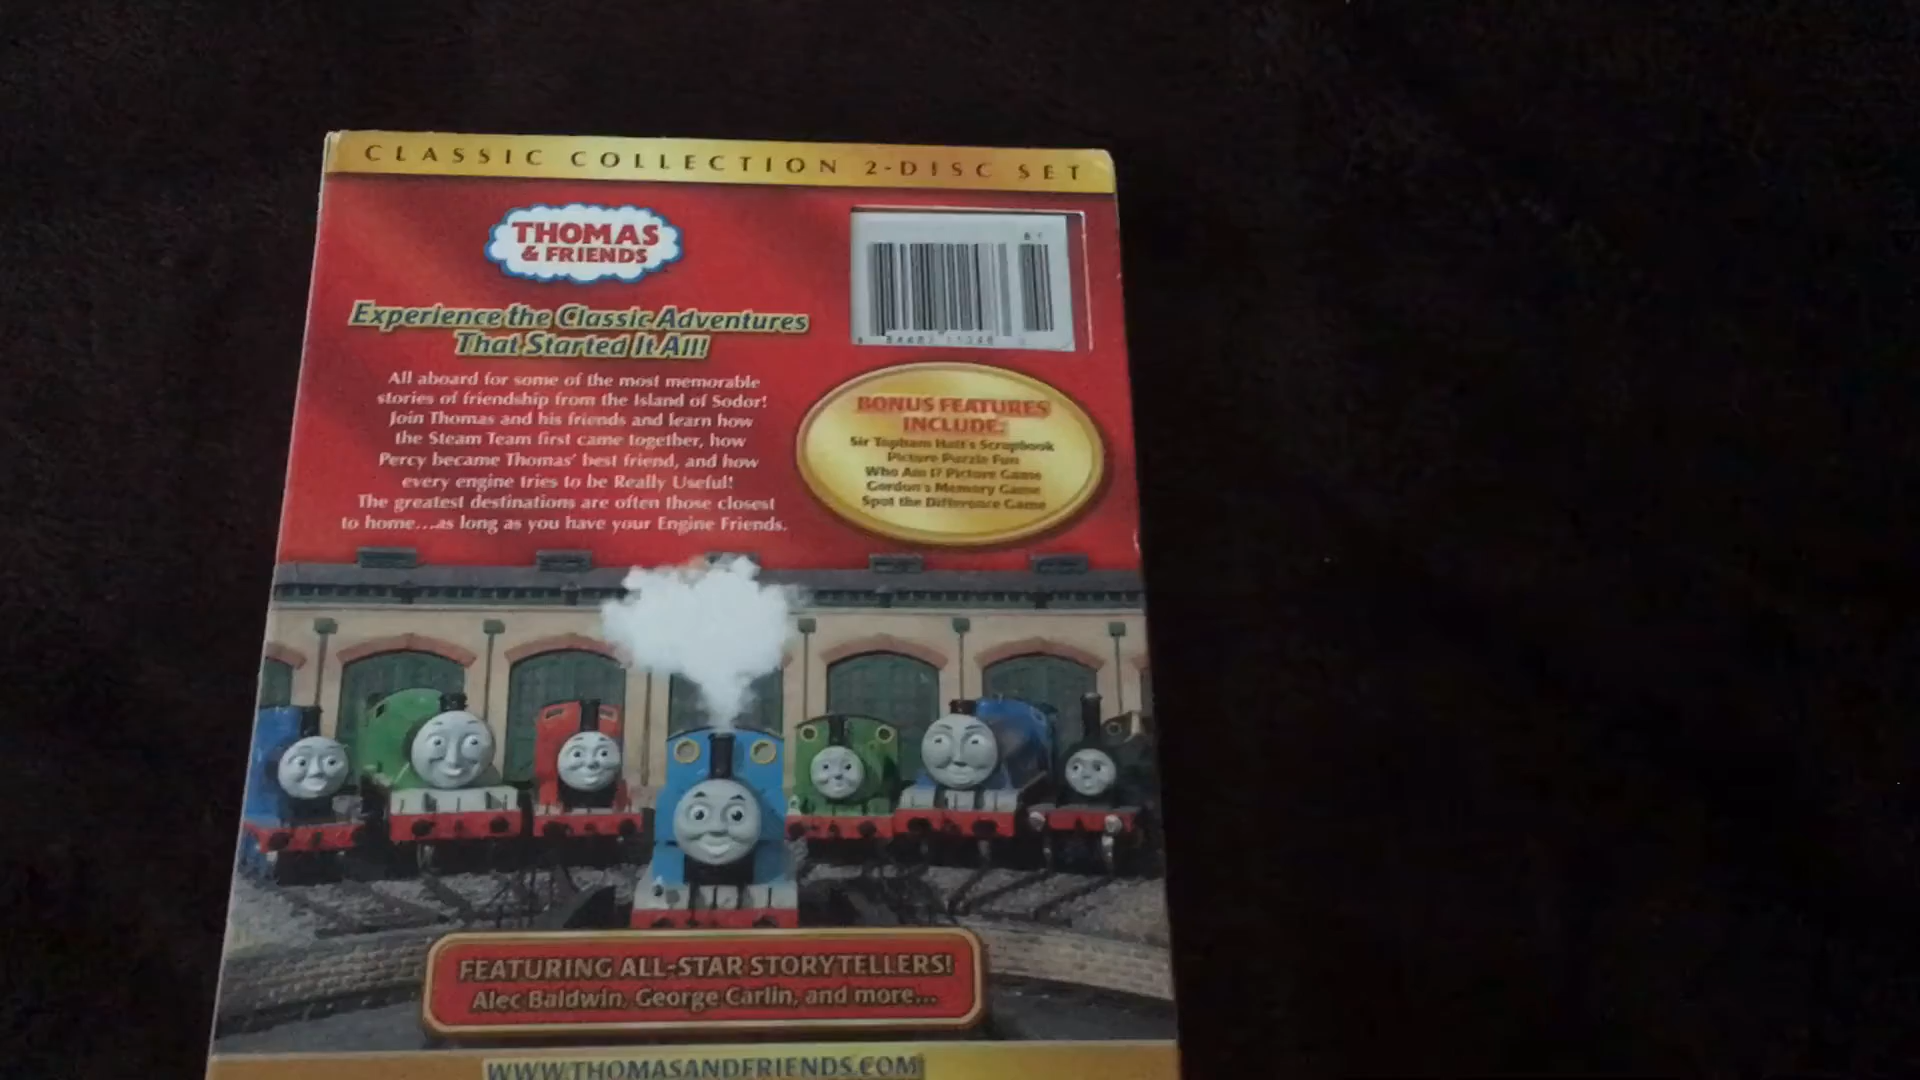 CLASSIC COLLECTION 2-DISC SET
THOMAS
& FRIENDS
Experience the Classic Adventures
That Started It All!
All aboard for some of the most memorable
stories of friendship from the Island of Sodor!
Join Thomas and his friends and learn how
the Steam Team first came together, how
Percy became Thomas' best friend, and how
every engine tries to be Really Useful!
The greatest destinations are often those closest
to home...as long as you have your Engine Friends.
BONUS FEATURES
INCLUDE:
Sir Topham Hatt's Scrapbook
Picture Puzzle Fun
Who Am I? Picture Game
Gordon's Memory Game
Spot the Difference Game
FEATURING ALL-STAR STORYTELLERS!
Alec Baldwin, George Carlin, and more...
WWW.THOMASANDFRIENDS.COM